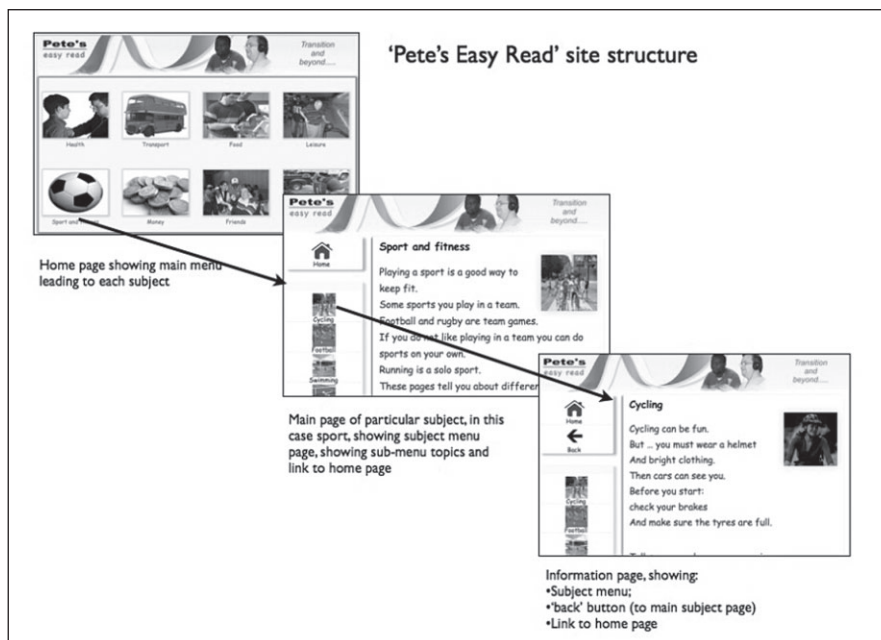 'Pete's Easy Read' site structure
Pete's
easy read
Transition
and
beyond.....
Health
Transport
Food
Leisure
Sport and Fitness
Money
Friends
Home page showing main menu
leading to each subject
Pete's
easy read
Transition
and
beyond.....
Home
Cycling
Football
Swimming
Sport and fitness
Playing a sport is a good way to
keep fit.
Some sports you play in a team.
Football and rugby are team games.
If you do not like playing in a team you can do
sports on your own.
Running is a solo sport.
These pages tell you about differen
Main page of particular subject, in this
case sport, showing subject menu
page, showing sub-menu topics and
link to home page
Pete's
easy read
Transition
and
beyond.....
Home
Back
Cycling
Football
Cycling
Cycling can be fun.
But ... you must wear a helmet
And bright clothing.
Then cars can see you.
Before you start:
check your brakes
And make sure the tyres are full.
Information page, showing:
•Subject menu;
•'back' button (to main subject page)
•Link to home page